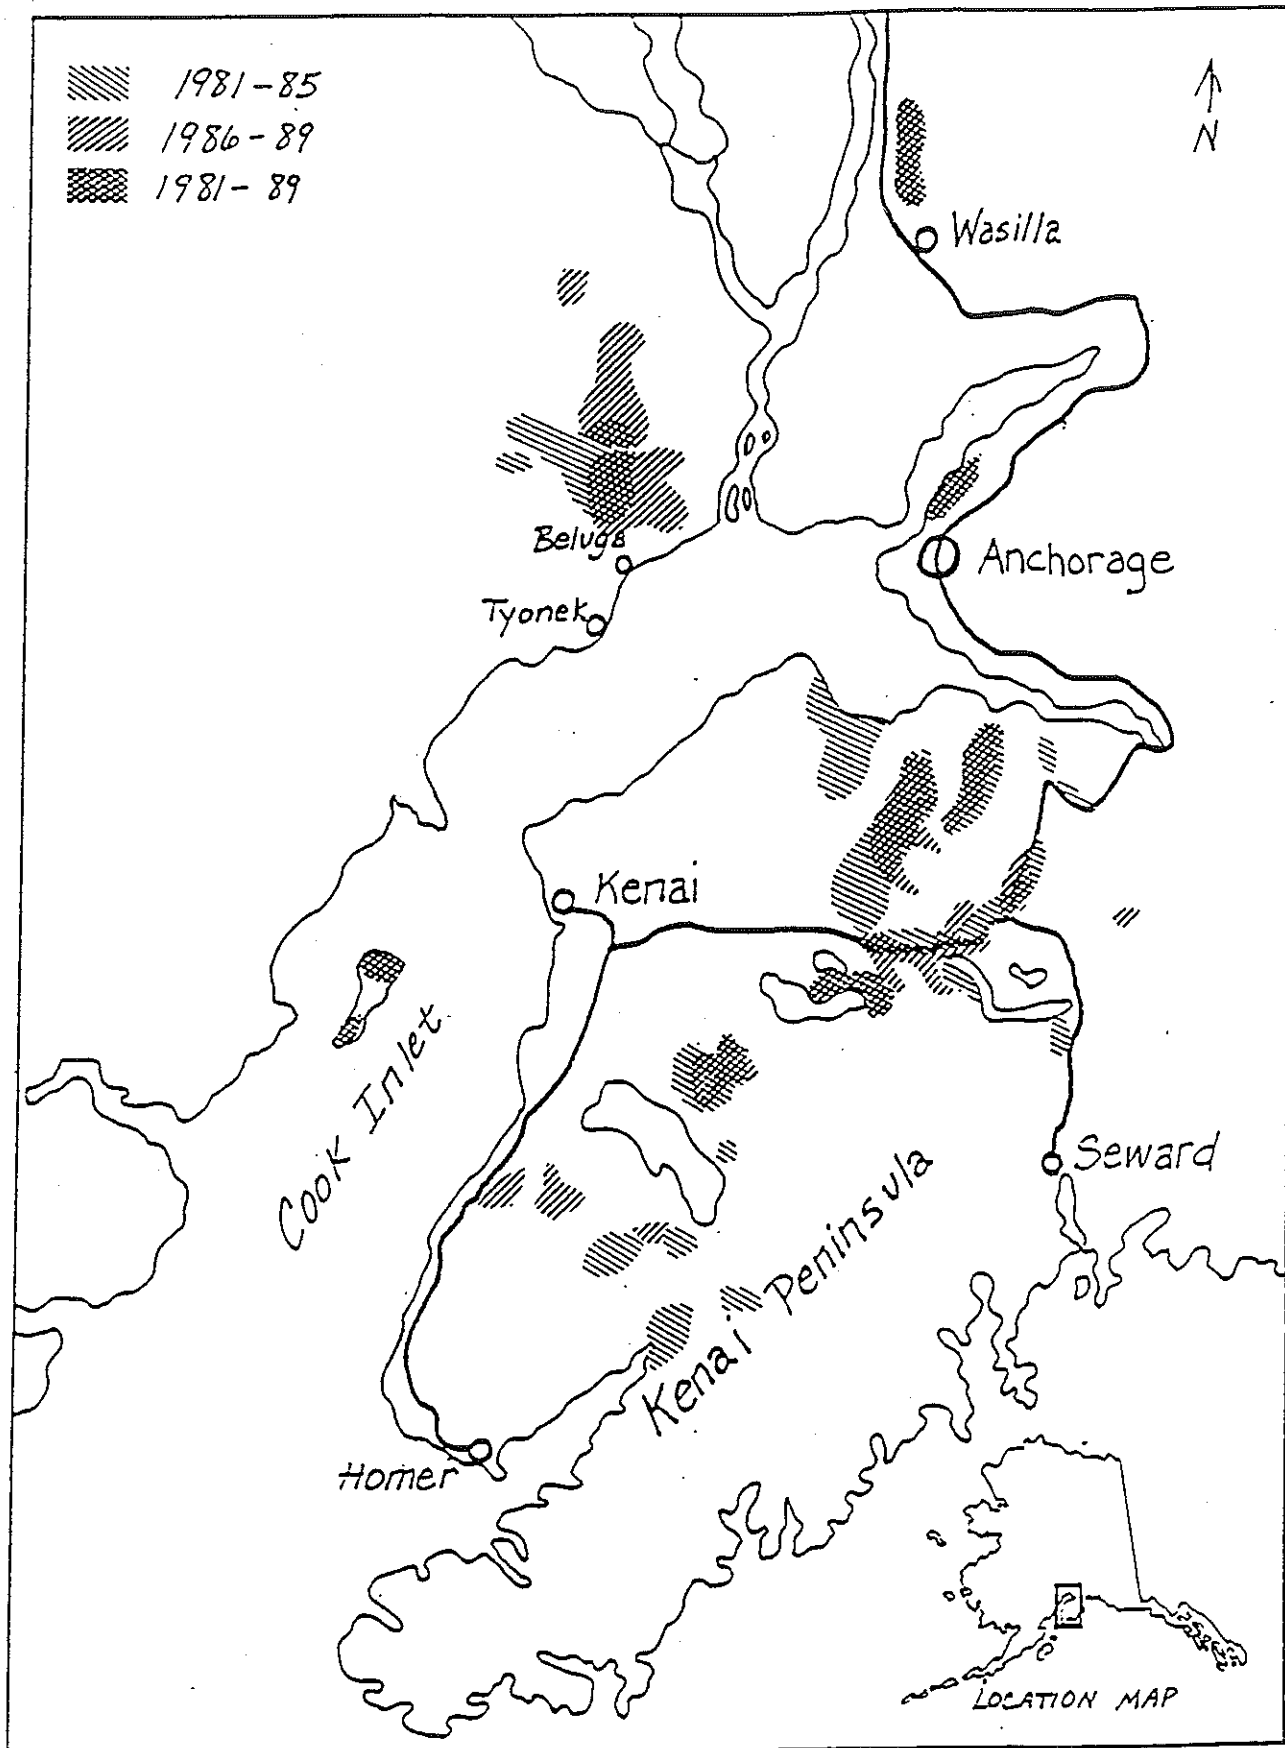 1981-85
1986-89
1981-89
N
Wasilla
Beluga
Anchorage
Tyonek
Kenai
Cook Inlet
Seward
Kenai Peninsula
Homer
LOCATION MAP